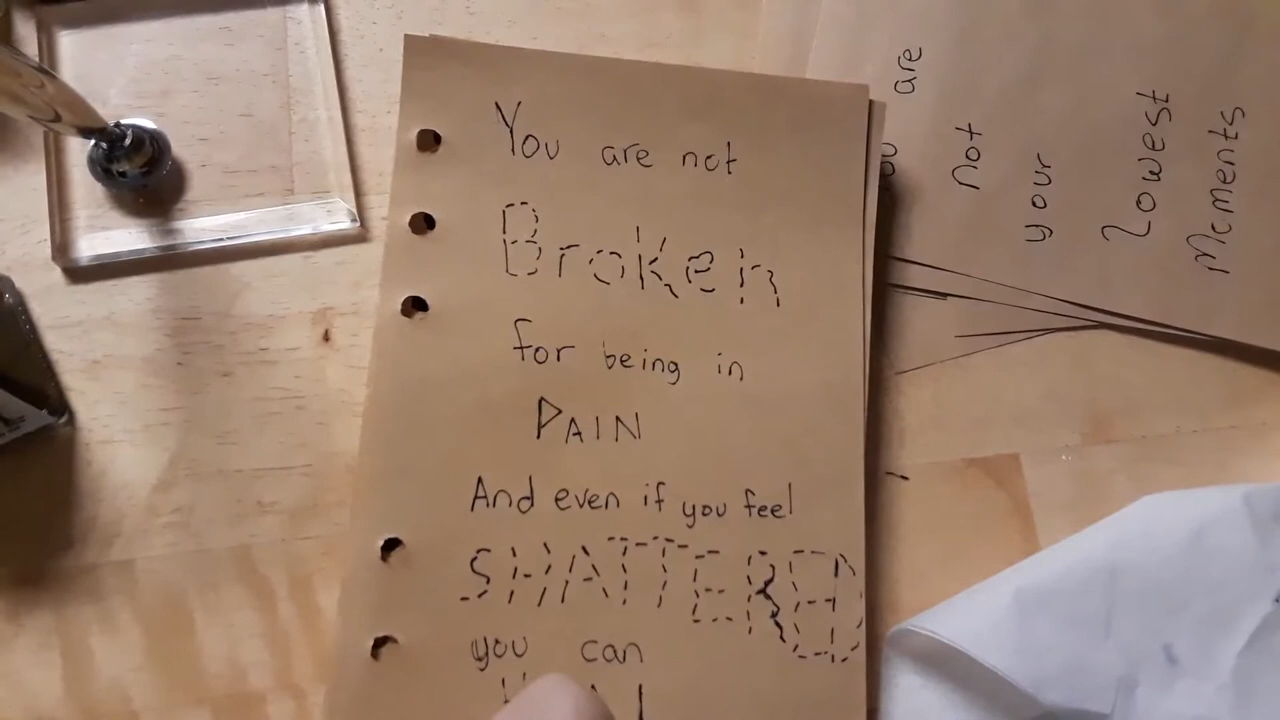 You are not
Broken
for being in
PAIN
And even if you feel
SHATTERED
you can
are
not
your
Lowest
Moments